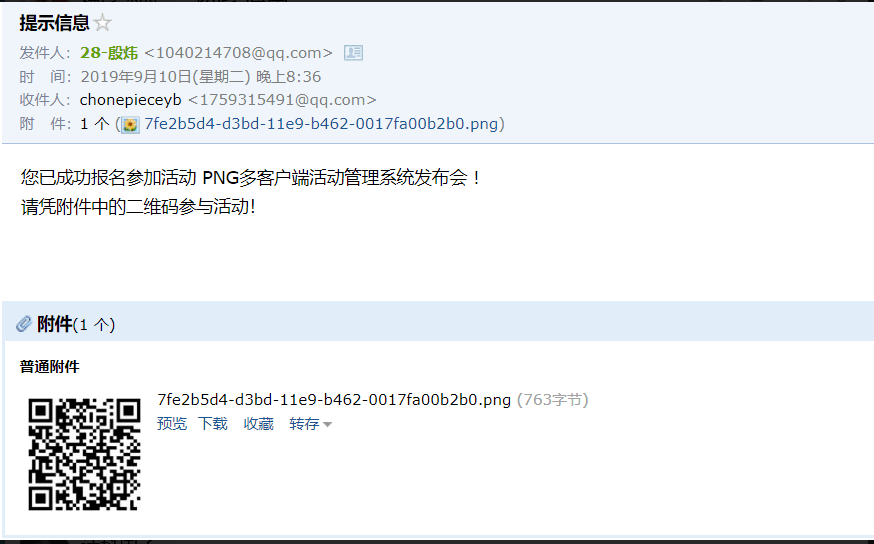 提示信息
发件人：28-殷炜 <1040214708@qq.com>
时　间：2019年9月10日(星期二) 晚上8:36
收件人：chonepieceyb <1759315491@qq.com>
附　件：1 个 (7fe2b5d4-d3bd-11e9-b462-0017fa00b2b0.png)
您已成功报名参加活动 PNG多客户端活动管理系统发布会！
请凭附件中的二维码参与活动!
附件(1 个)
普通附件
7fe2b5d4-d3bd-11e9-b462-0017fa00b2b0.png (763字节)
预览 下载 收藏 转存